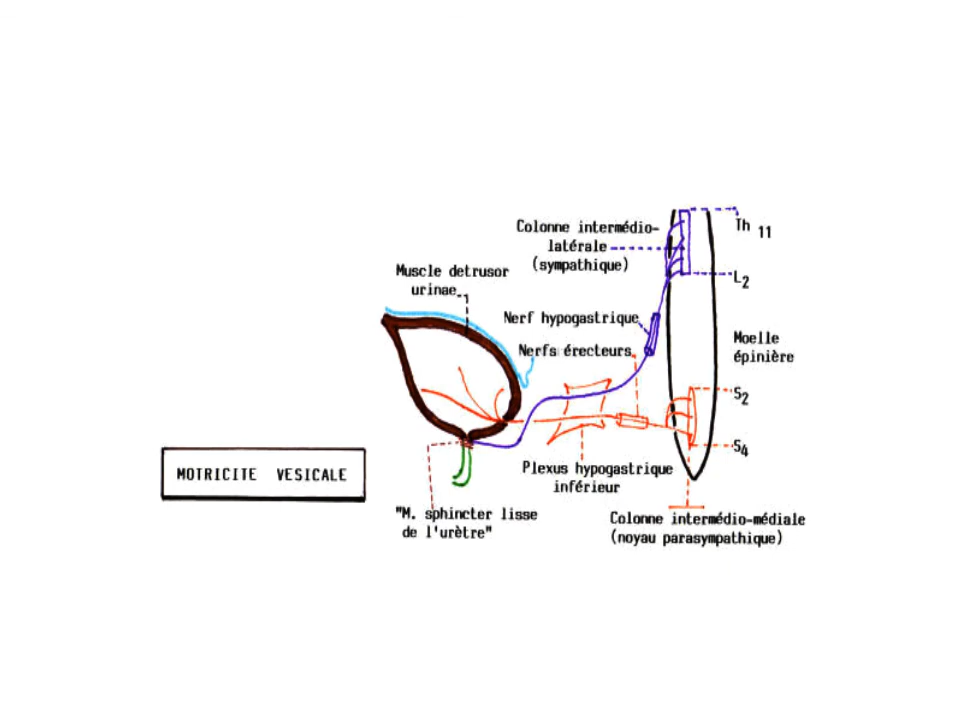 Colonne intermédio-
latérale
(sympathique)
Th 11
L2
Muscle detrusor
urinae
Nerf hypogastrique
Nerfs érecteurs
Moelle
épinière
S2
S4
Plexus hypogastrique
inférieur
MOTRICITE VESICALE
"M. sphincter lisse
de l'urètre"
Colonne intermédio-médiale
(noyau parasympathique)